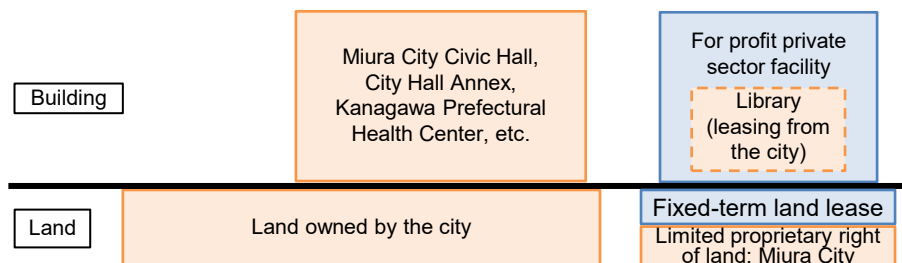 Building
Miura City Civic Hall,
City Hall Annex,
Kanagawa Prefectural
Health Center, etc.
For profit private
sector facility
Library
(leasing from
the city)
Land
Land owned by the city
Fixed-term land lease
Limited proprietary right
of land: Miura City